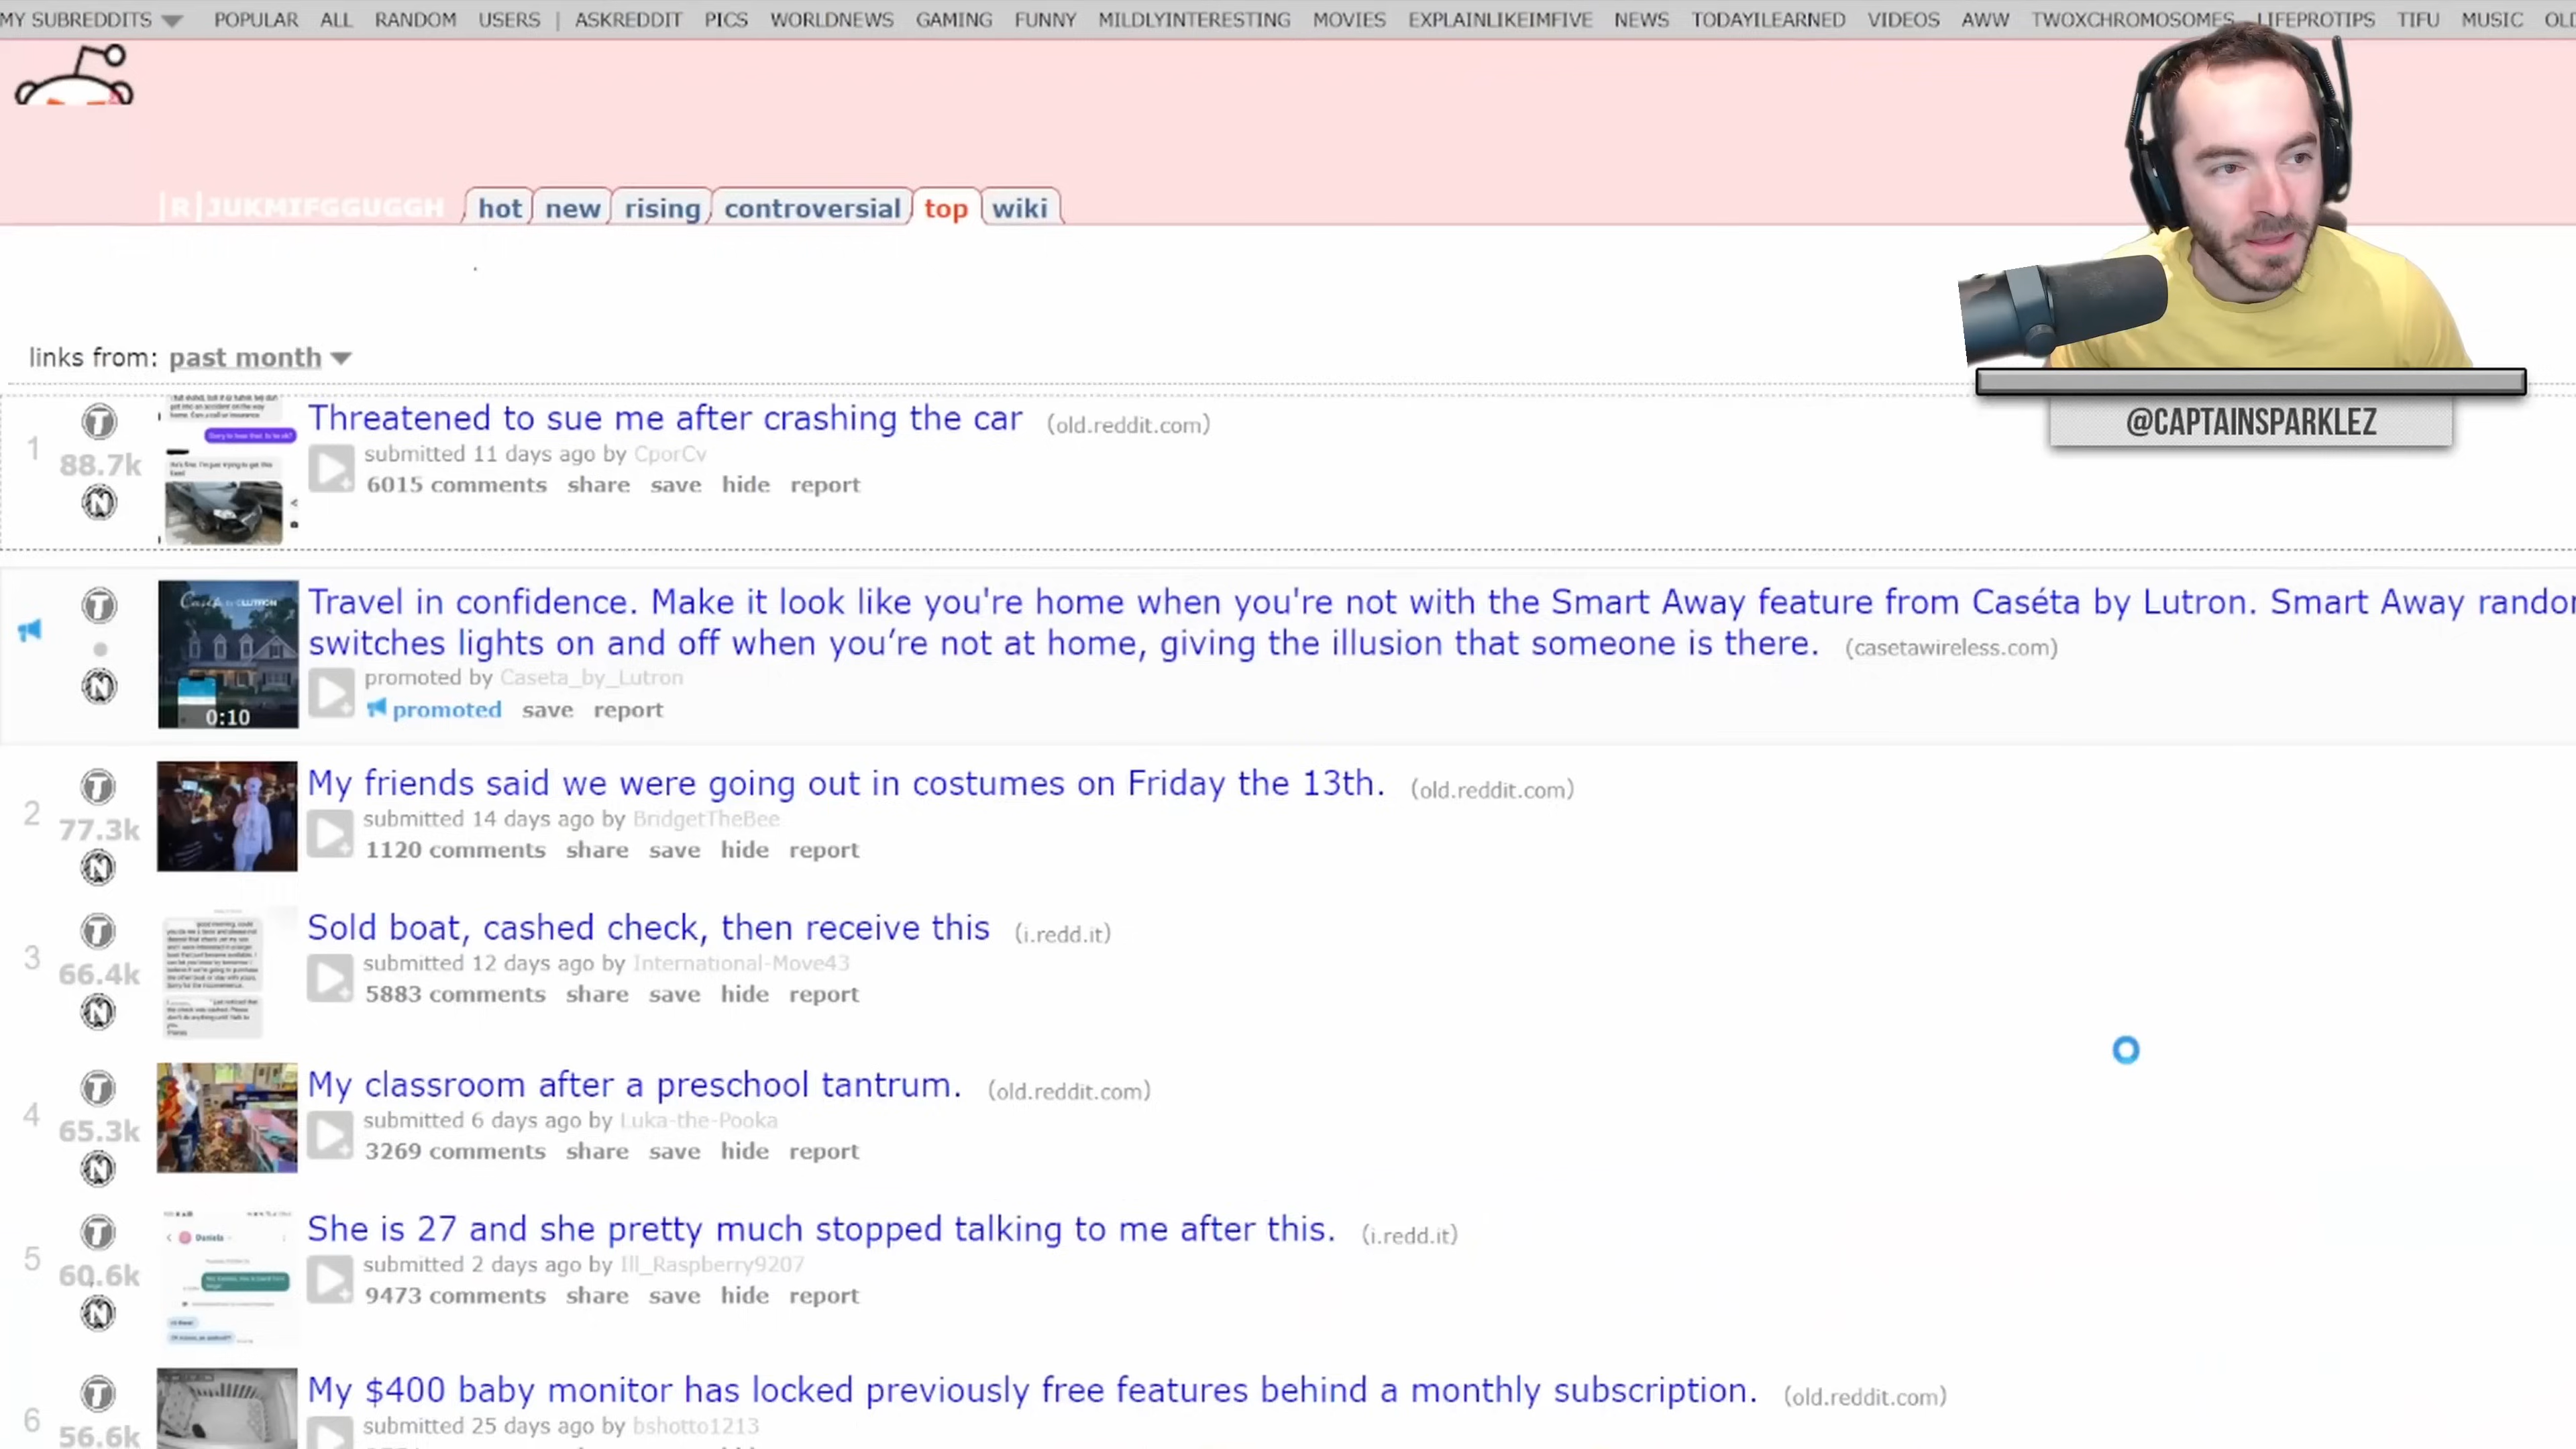 MY SUBREDDITS POPULAR ALL RANDOM USERS | ASKREDDIT PICS WORLDNEWS GAMING FUNNY MILDLYINTERESTING MOVIES EXPLAINLIKEIMFIVE NEWS TODAYILEARNED VIDEOS AWW TWOXCHROMOSOMES LIFEPROTIPS TIFU MUSIC
|R|JUKMIFGGUGGH hot new rising controversial top wiki
links from: past month
@CAPTAINSPARKLEZ
1 88.7k Threatened to sue me after crashing the car (old.reddit.com)
submitted 11 days ago by CporCv
6015 comments share save hide report
Travel in confidence. Make it look like you're home when you're not with the Smart Away feature from Caséta by Lutron. Smart Away
switches lights on and off when you’re not at home, giving the illusion that someone is there. (casetawireless.com)
promoted by Caseta_by_Lutron
0:10 promoted save report
2 77.3k My friends said we were going out in costumes on Friday the 13th. (old.reddit.com)
submitted 14 days ago by BridgetTheBee
1120 comments share save hide report
3 66.4k Sold boat, cashed check, then receive this (i.redd.it)
submitted 12 days ago by International-Move43
5883 comments share save hide report
4 65.3k My classroom after a preschool tantrum. (old.reddit.com)
submitted 6 days ago by Luka-the-Pooka
3269 comments share save hide report
5 60.6k She is 27 and she pretty much stopped talking to me after this. (i.redd.it)
Daniela
submitted 2 days ago by Ill_Raspberry9207
9473 comments share save hide report
6 56.6k My $400 baby monitor has locked previously free features behind a monthly subscription. (old.reddit.com)
submitted 25 days ago by bshotto1213